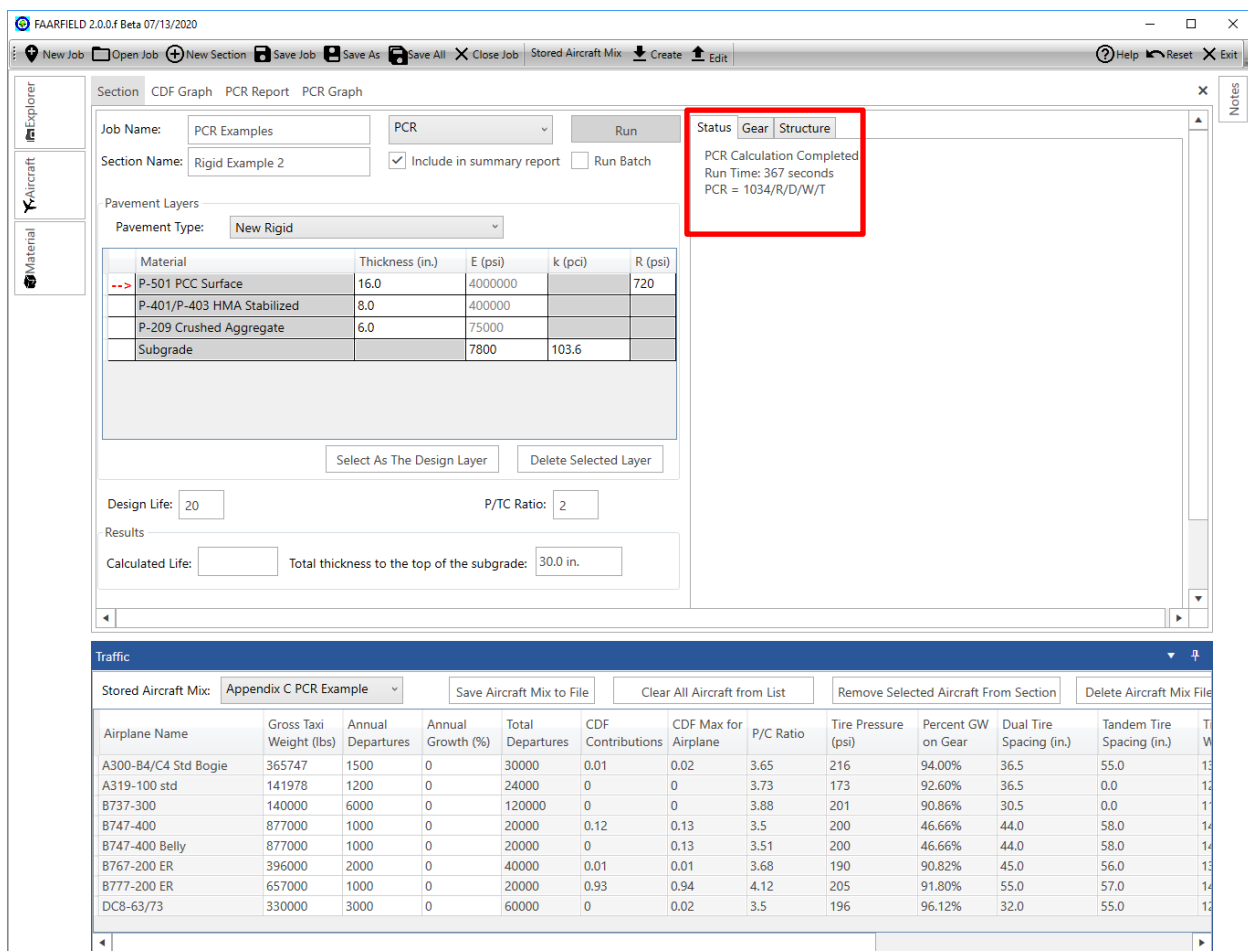 FAARFIELD 2.0.0.f Beta 07/13/2020
New Job Open Job New Section Save Job Save As Save All Close Job Stored Aircraft Mix Create Edit Help Reset Exit
Explorer
Aircraft
Material
Notes
Section CDF Graph PCR Report PCR Graph
Job Name: PCR Examples PCR Run
Section Name: Rigid Example 2 Include in summary report Run Batch
Pavement Layers
Pavement Type: New Rigid
Material Thickness (in.) E (psi) k (pci) R (psi)
--> P-501 PCC Surface 16.0 4000000 720
P-401/P-403 HMA Stabilized 8.0 400000
P-209 Crushed Aggregate 6.0 75000
Subgrade 7800 103.6
Select As The Design Layer Delete Selected Layer
Design Life: 20 P/TC Ratio: 2
Results
Calculated Life: Total thickness to the top of the subgrade: 30.0 in.
Status Gear Structure
PCR Calculation Completed
Run Time: 367 seconds
PCR = 1034/R/D/W/T
Traffic
Stored Aircraft Mix: Appendix C PCR Example Save Aircraft Mix to File Clear All Aircraft from List Remove Selected Aircraft From Section Delete Aircraft Mix File
Airplane Name Gross Taxi Weight (lbs) Annual Departures Annual Growth (%) Total Departures CDF Contributions CDF Max for Airplane P/C Ratio Tire Pressure (psi) Percent GW on Gear Dual Tire Spacing (in.) Tandem Tire Spacing (in.)
A300-B4/C4 Std Bogie 365747 1500 0 30000 0.01 0.02 3.65 216 94.00% 36.5 55.0
A319-100 std 141978 1200 0 24000 0 0 3.73 173 92.60% 36.5 0.0
B737-300 140000 6000 0 120000 0 0 3.88 201 90.86% 30.5 0.0
B747-400 877000 1000 0 20000 0.12 0.13 3.5 200 46.66% 44.0 58.0
B747-400 Belly 877000 1000 0 20000 0 0.13 3.51 200 46.66% 44.0 58.0
B767-200 ER 396000 2000 0 40000 0.01 0.01 3.68 190 90.82% 45.0 56.0
B777-200 ER 657000 1000 0 20000 0.93 0.94 4.12 205 91.80% 55.0 57.0
DC8-63/73 330000 3000 0 60000 0 0.02 3.5 196 96.12% 32.0 55.0